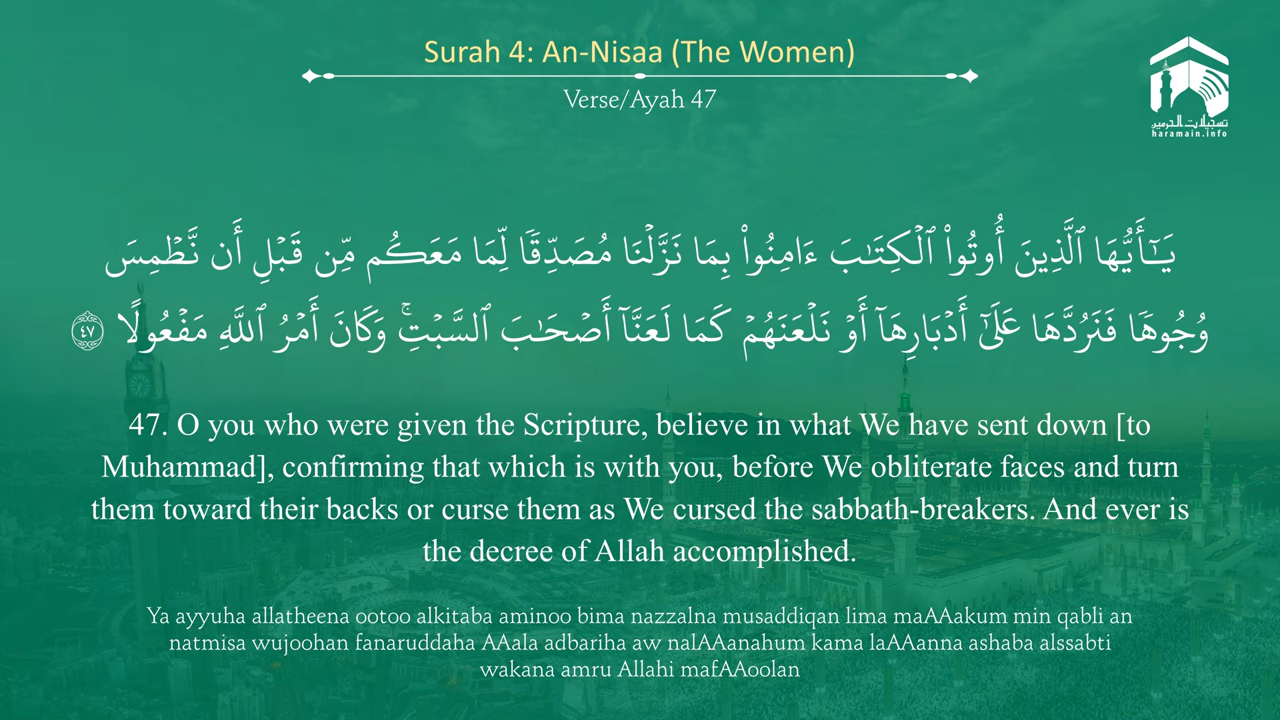 Surah 4: An-Nisaa (The Women)
Verse/Ayah 47
تسجيلات الحرمين
haramain.info
يَـٰٓأَيُّهَا ٱلَّذِينَ أُوتُوا۟ ٱلْكِتَـٰبَ ءَامِنُوا۟ بِمَا نَزَّلْنَا مُصَدِّقًۭا لِّمَا مَعَكُم مِّن قَبْلِ أَن نَّطْمِسَ
وُجُوهًۭا فَنَرُدَّهَا عَلَىٰٓ أَدْبَارِهَآ أَوْ نَلْعَنَهُمْ كَمَا لَعَنَّآ أَصْحَـٰبَ ٱلسَّبْتِ ۚ وَكَانَ أَمْرُ ٱللَّهِ مَفْعُولًا ٤٧
47. O you who were given the Scripture, believe in what We have sent down [to
Muhammad], confirming that which is with you, before We obliterate faces and turn
them toward their backs or curse them as We cursed the sabbath-breakers. And ever is
the decree of Allah accomplished.
Ya ayyuha allatheena ootoo alkitaba aminoo bima nazzalna musaddiqan lima maAAakum min qabli an
natmisa wujoohan fanaruddaha AAala adbariha aw nalAAanahum kama laAAanna ashaba alssabti
wakana amru Allahi mafAAoolan